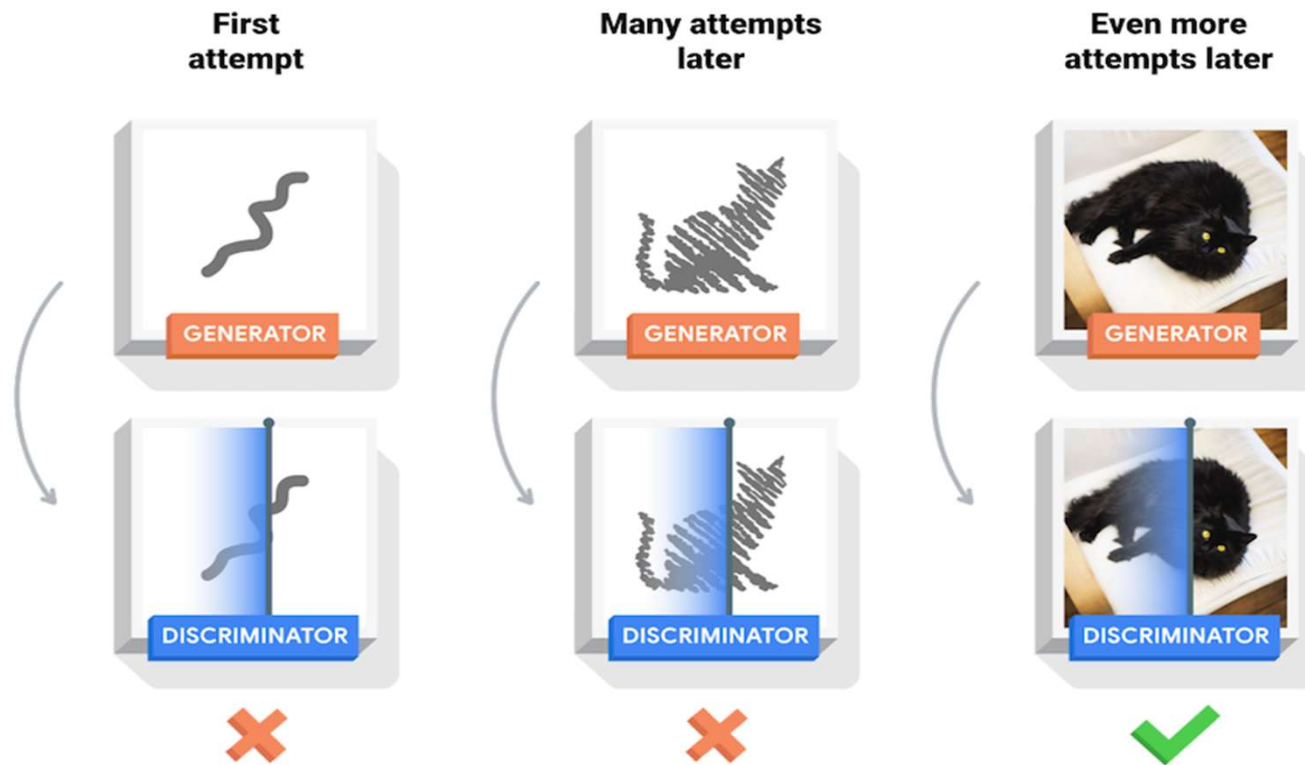 First
attempt
Many attempts
later
Even more
attempts later
GENERATOR
GENERATOR
GENERATOR
DISCRIMINATOR
DISCRIMINATOR
DISCRIMINATOR